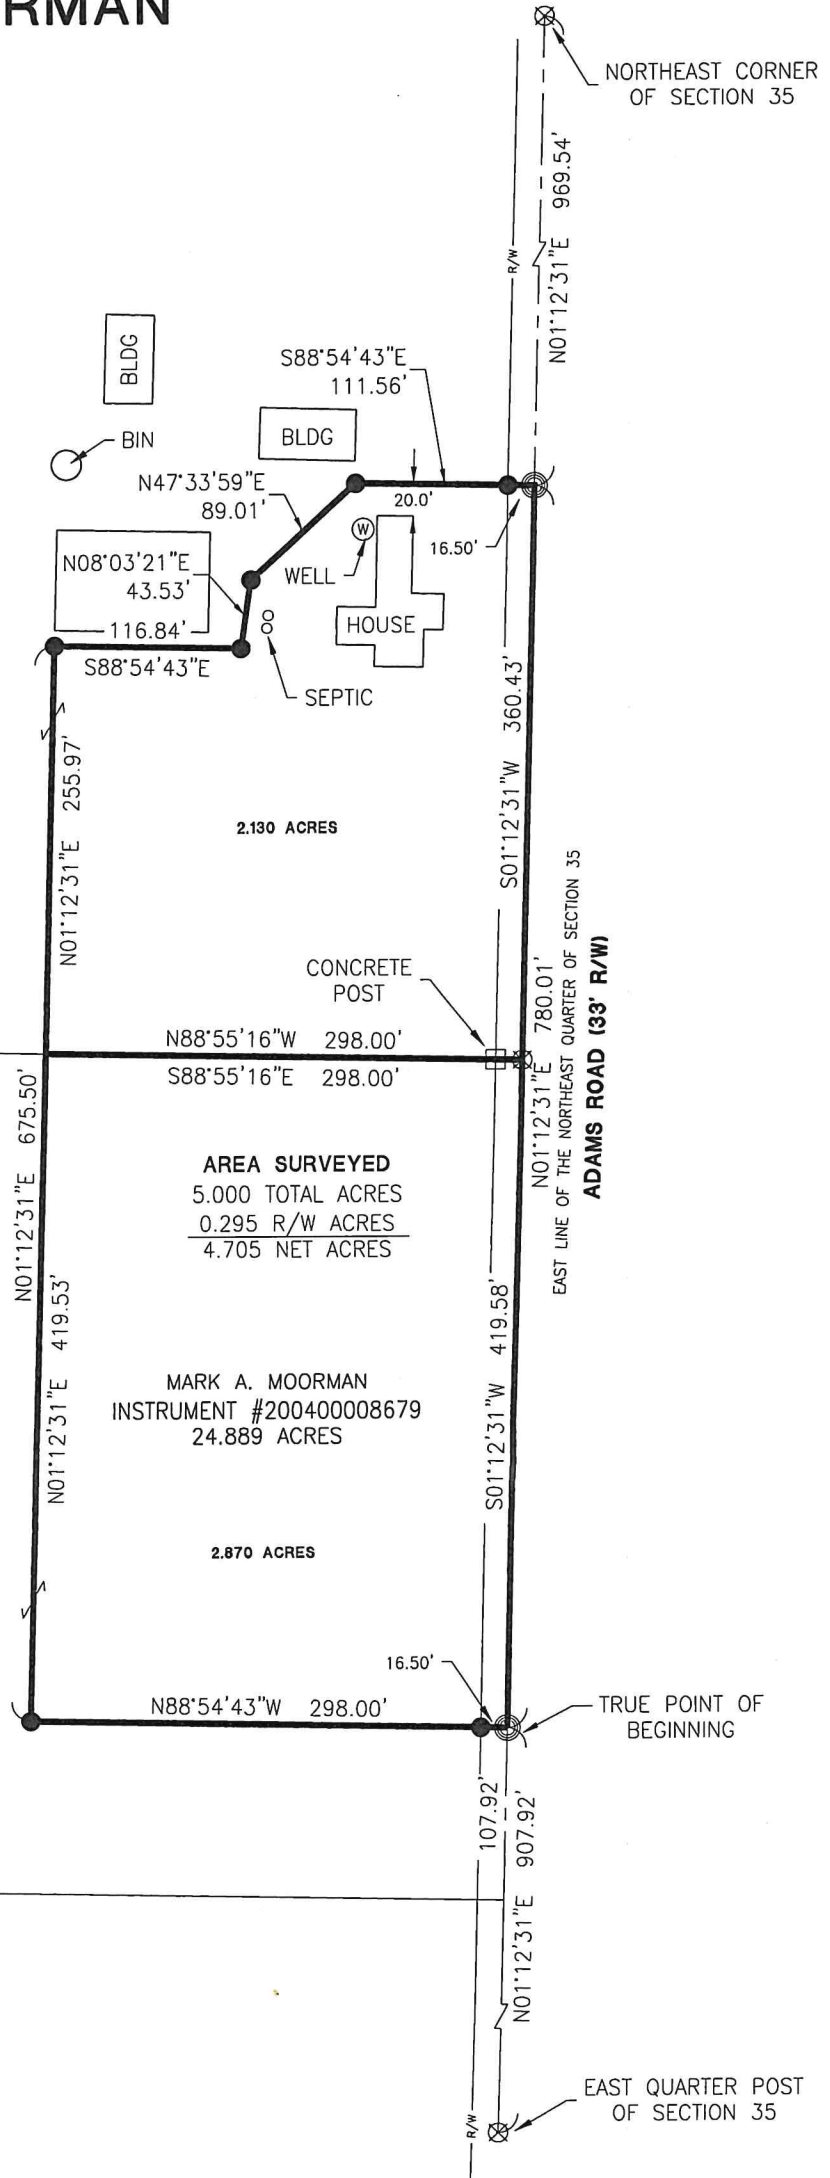 RMAN
NORTHEAST CORNER
OF SECTION 35
N01°12'31"E 969.54'
R/W
BLDG
S88°54'43"E
111.56'
BIN
BLDG
N47°33'59"E
89.01'
20.0'
W
16.50'
N08°03'21"E
43.53'
WELL
HOUSE
116.84'
S88°54'43"E
SEPTIC
S01°12'31"W 360.43'
N01°12'31"E 255.97'
2.130 ACRES
CONCRETE
POST
N01°12'31"E 780.01'
EAST LINE OF THE NORTHEAST QUARTER OF SECTION 35
ADAMS ROAD (33' R/W)
N88°55'16"W 298.00'
S88°55'16"E 298.00'
N01°12'31"E 675.50'
AREA SURVEYED
5.000 TOTAL ACRES
0.295 R/W ACRES
4.705 NET ACRES
N01°12'31"E 419.53'
S01°12'31"W 419.58'
MARK A. MOORMAN
INSTRUMENT #200400008679
24.889 ACRES
2.870 ACRES
16.50'
N88°54'43"W 298.00'
TRUE POINT OF
BEGINNING
107.92'
N01°12'31"E 907.92'
R/W
EAST QUARTER POST
OF SECTION 35